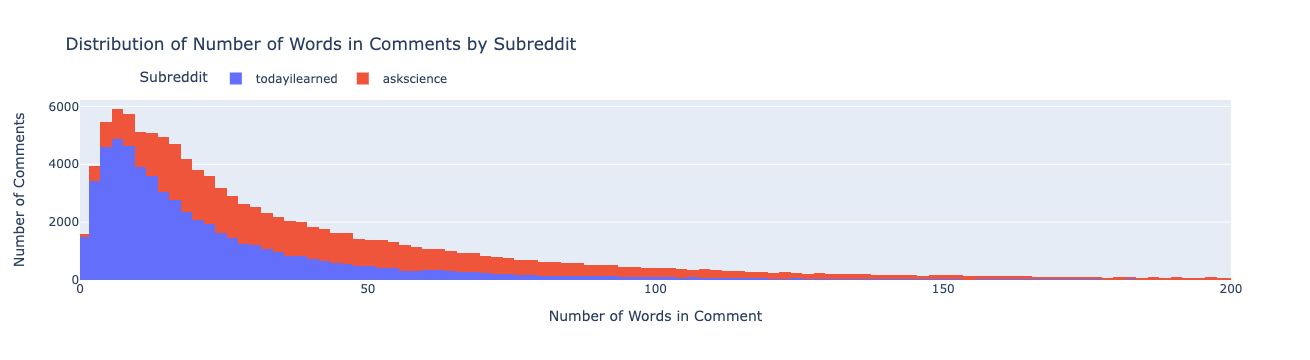 Distribution of Number of Words in Comments by Subreddit
Subreddit todayilearned askscience
Number of Comments
6000
4000
2000
0
0 50 100 150 200
Number of Words in Comment